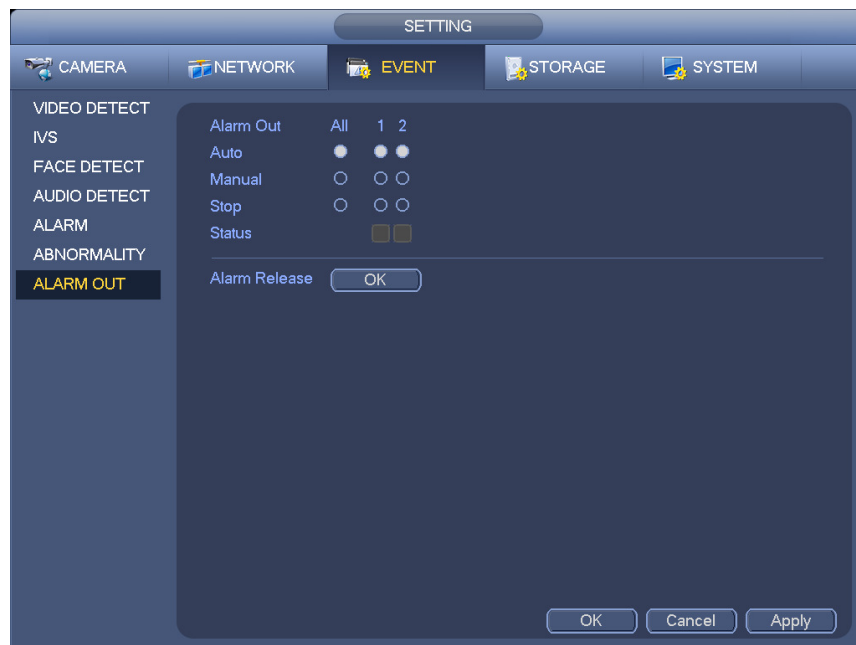 SETTING
CAMERA NETWORK EVENT STORAGE SYSTEM
VIDEO DETECT
IVS
FACE DETECT
AUDIO DETECT
ALARM
ABNORMALITY
ALARM OUT
Alarm Out All 1 2
Auto
Manual
Stop
Status
Alarm Release OK
OK Cancel Apply